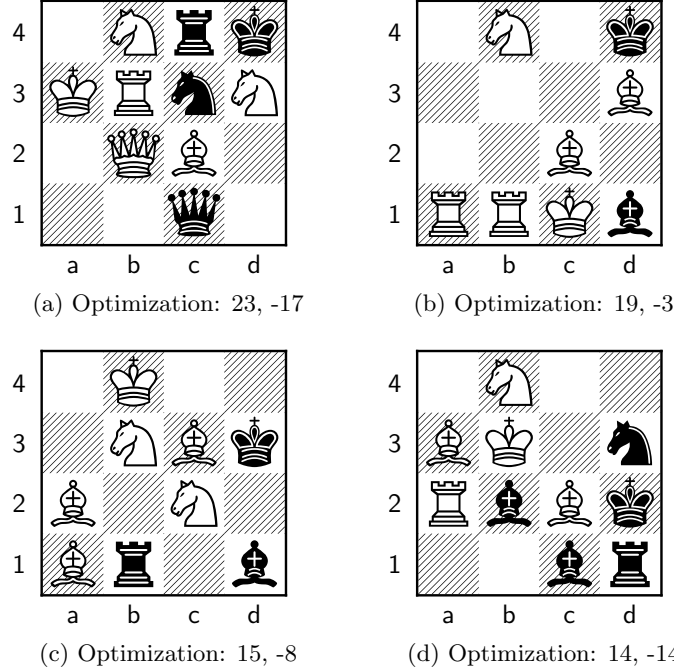 4
3
2
1
a b c d
(a) Optimization: 23, -17
4
3
2
1
a b c d
(b) Optimization: 19, -3
4
3
2
1
a b c d
(c) Optimization: 15, -8
4
3
2
1
a b c d
(d) Optimization: 14, -14